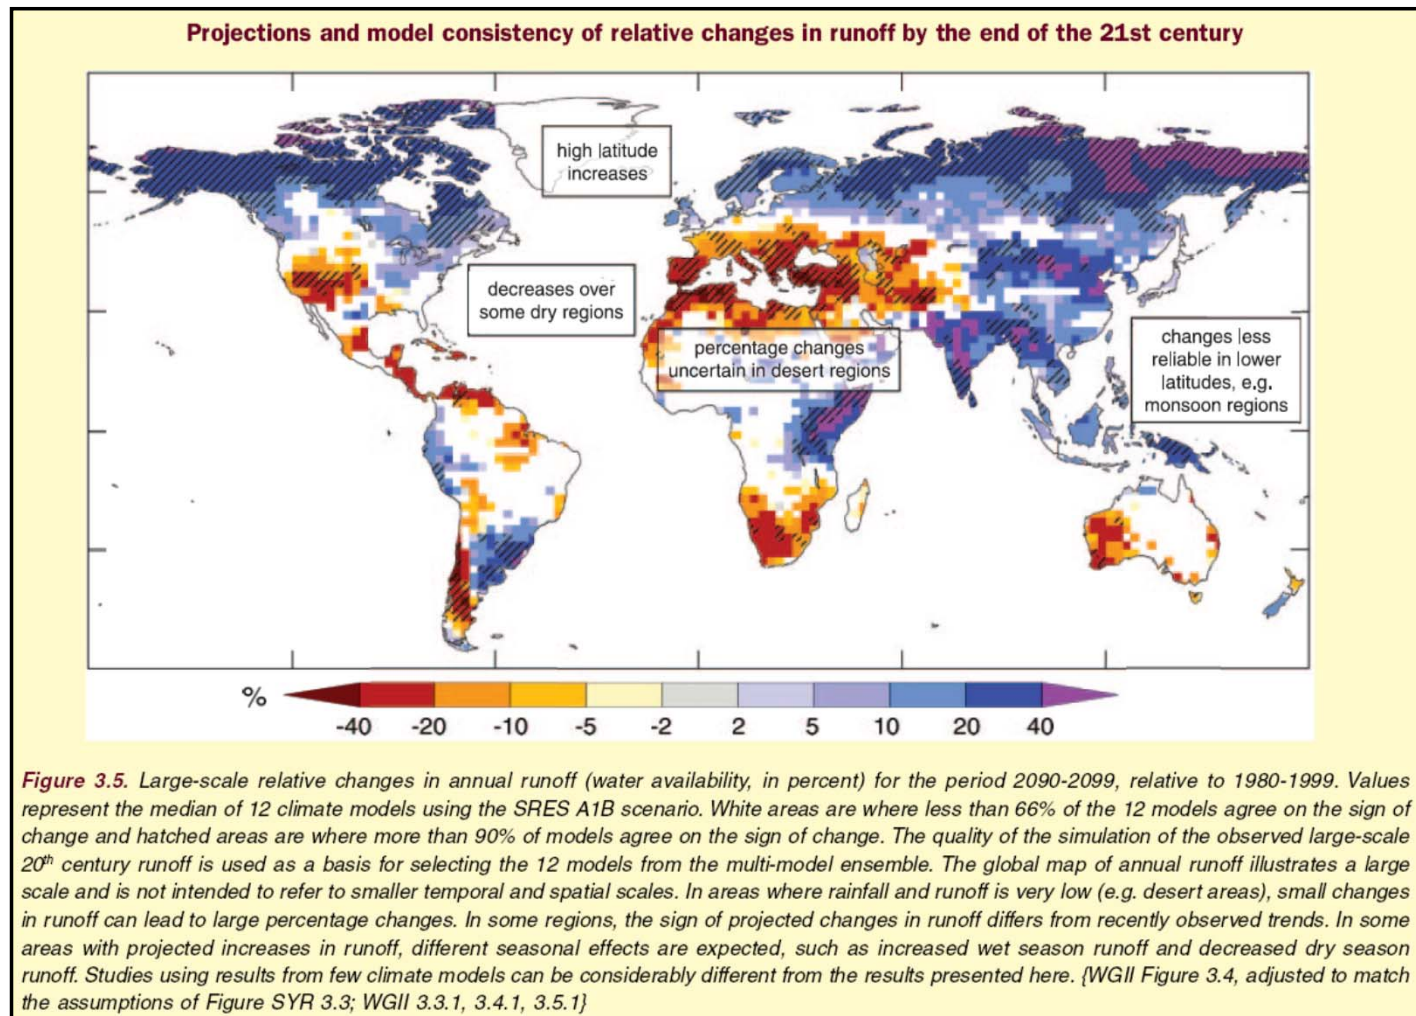 Projections and model consistency of relative changes in runoff by the end of the 21st century
high latitude
increases
decreases over
some dry regions
percentage changes
uncertain in desert regions
changes less
reliable in lower
latitudes, e.g.
monsoon regions
%
-40 -20 -10 -5 -2 2 5 10 20 40
Figure 3.5. Large-scale relative changes in annual runoff (water availability, in percent) for the period 2090-2099, relative to 1980-1999. Values
represent the median of 12 climate models using the SRES A1B scenario. White areas are where less than 66% of the 12 models agree on the sign of
change and hatched areas are where more than 90% of models agree on the sign of change. The quality of the simulation of the observed large-scale
20th century runoff is used as a basis for selecting the 12 models from the multi-model ensemble. The global map of annual runoff illustrates a large
scale and is not intended to refer to smaller temporal and spatial scales. In areas where rainfall and runoff is very low (e.g. desert areas), small changes
in runoff can lead to large percentage changes. In some regions, the sign of projected changes in runoff differs from recently observed trends. In some
areas with projected increases in runoff, different seasonal effects are expected, such as increased wet season runoff and decreased dry season
runoff. Studies using results from few climate models can be considerably different from the results presented here. {WGII Figure 3.4, adjusted to match
the assumptions of Figure SYR 3.3; WGII 3.3.1, 3.4.1, 3.5.1}